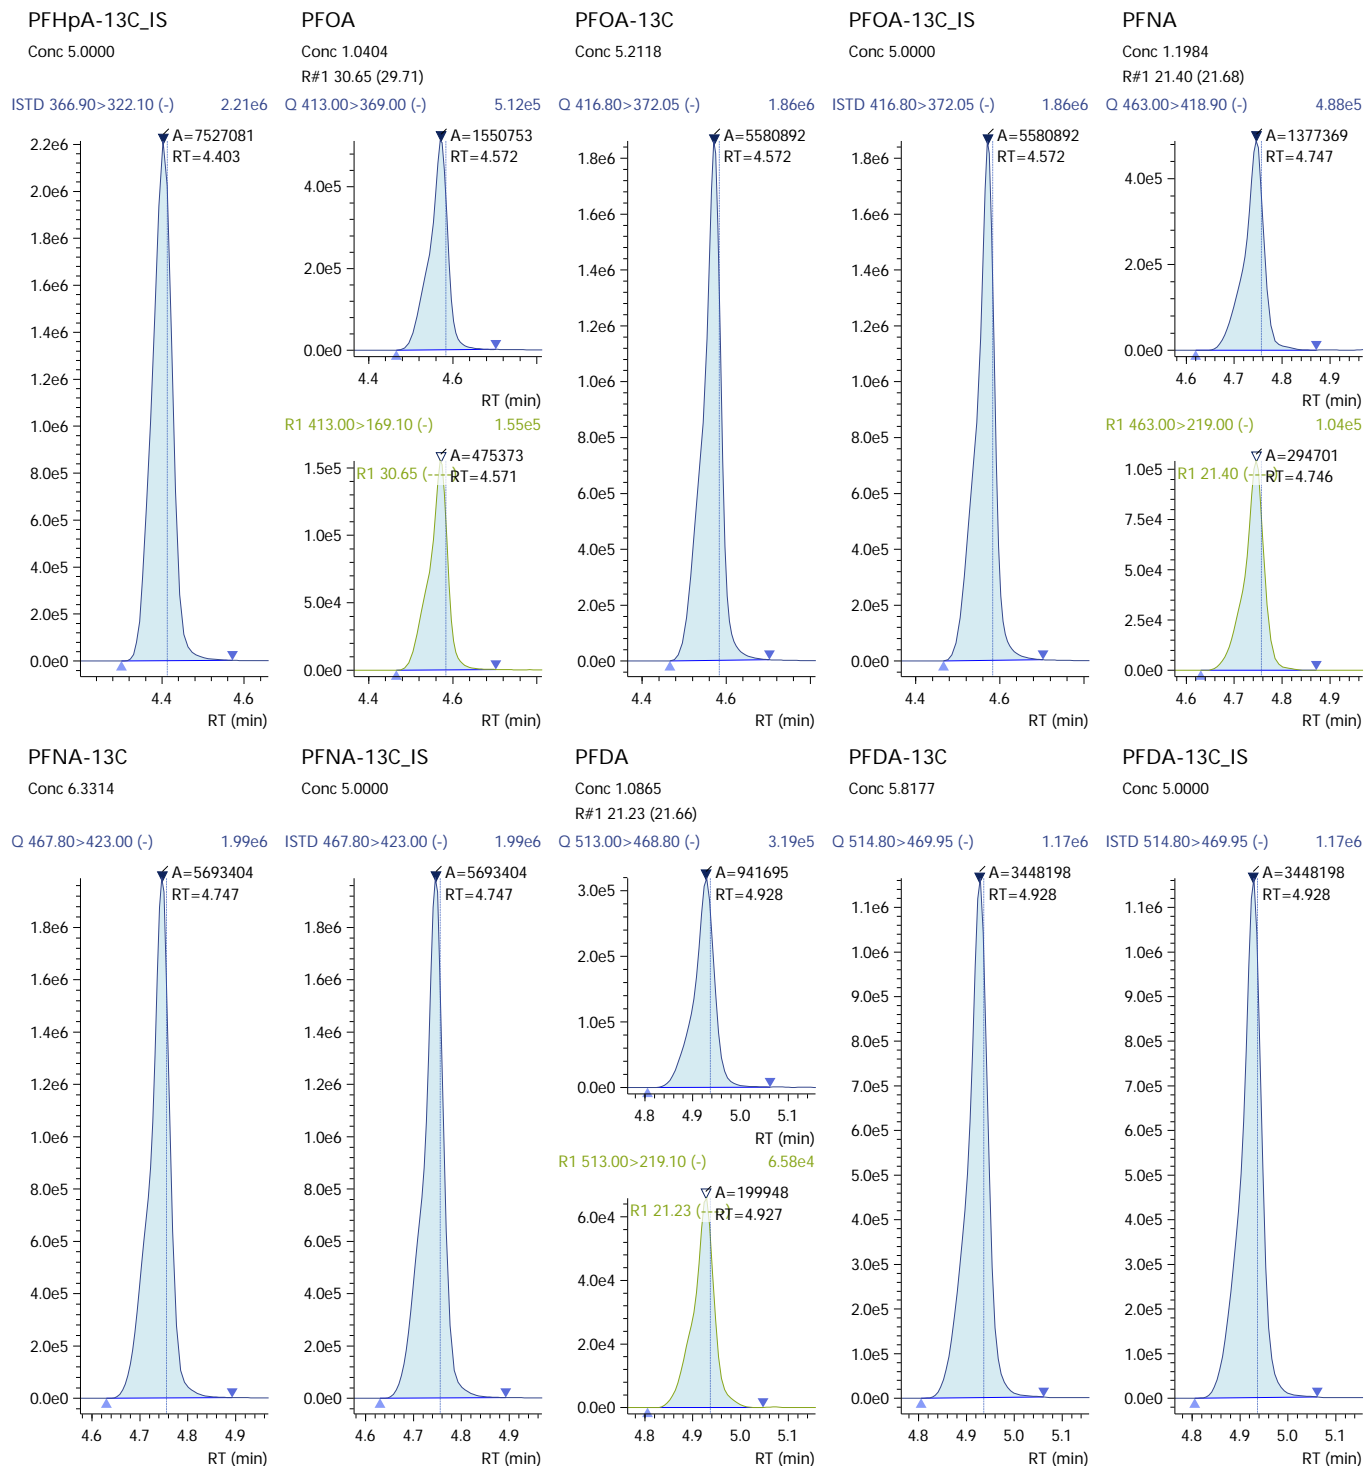 PFHpA-13C_IS
Conc 5.0000
ISTD 366.90>322.10 (-) 2.21e6
A=7527081
RT=4.403
2.2e6
2.0e6
1.8e6
1.6e6
1.4e6
1.2e6
1.0e6
8.0e5
6.0e5
4.0e5
2.0e5
0.0e0
4.4 4.6
RT (min)
PFOA
Conc 1.0404
R#1 30.65 (29.71)
Q 413.00>369.00 (-) 5.12e5
A=1550753
RT=4.572
4.0e5
2.0e5
0.0e0
4.4 4.6
RT (min)
R1 413.00>169.10 (-) 1.55e5
A=475373
R1 30.65 (----)
RT=4.571
1.5e5
1.0e5
5.0e4
0.0e0
4.4 4.6
RT (min)
PFOA-13C
Conc 5.2118
Q 416.80>372.05 (-) 1.86e6
A=5580892
RT=4.572
1.8e6
1.6e6
1.4e6
1.2e6
1.0e6
8.0e5
6.0e5
4.0e5
2.0e5
0.0e0
4.4 4.6
RT (min)
PFOA-13C_IS
Conc 5.0000
ISTD 416.80>372.05 (-) 1.86e6
A=5580892
RT=4.572
1.8e6
1.6e6
1.4e6
1.2e6
1.0e6
8.0e5
6.0e5
4.0e5
2.0e5
0.0e0
4.4 4.6
RT (min)
PFNA
Conc 1.1984
R#1 21.40 (21.68)
Q 463.00>418.90 (-) 4.88e5
A=1377369
RT=4.747
4.0e5
2.0e5
0.0e0
4.6 4.7 4.8 4.9
RT (min)
R1 463.00>219.00 (-) 1.04e5
A=294701
R1 21.40 (----)
RT=4.746
1.0e5
7.5e4
5.0e4
2.5e4
0.0e0
4.6 4.7 4.8 4.9
RT (min)
PFNA-13C
Conc 6.3314
Q 467.80>423.00 (-) 1.99e6
A=5693404
RT=4.747
1.8e6
1.6e6
1.4e6
1.2e6
1.0e6
8.0e5
6.0e5
4.0e5
2.0e5
0.0e0
4.6 4.7 4.8 4.9
RT (min)
PFNA-13C_IS
Conc 5.0000
ISTD 467.80>423.00 (-) 1.99e6
A=5693404
RT=4.747
1.8e6
1.6e6
1.4e6
1.2e6
1.0e6
8.0e5
6.0e5
4.0e5
2.0e5
0.0e0
4.6 4.7 4.8 4.9
RT (min)
PFDA
Conc 1.0865
R#1 21.23 (21.66)
Q 513.00>468.80 (-) 3.19e5
A=941695
RT=4.928
3.0e5
2.0e5
1.0e5
0.0e0
4.8 4.9 5.0 5.1
RT (min)
R1 513.00>219.10 (-) 6.58e4
A=199948
R1 21.23 (----)
RT=4.927
6.0e4
4.0e4
2.0e4
0.0e0
4.8 4.9 5.0 5.1
RT (min)
PFDA-13C
Conc 5.8177
Q 514.80>469.95 (-) 1.17e6
A=3448198
RT=4.928
1.1e6
1.0e6
9.0e5
8.0e5
7.0e5
6.0e5
5.0e5
4.0e5
3.0e5
2.0e5
1.0e5
0.0e0
4.8 4.9 5.0 5.1
RT (min)
PFDA-13C_IS
Conc 5.0000
ISTD 514.80>469.95 (-) 1.17e6
A=3448198
RT=4.928
1.1e6
1.0e6
9.0e5
8.0e5
7.0e5
6.0e5
5.0e5
4.0e5
3.0e5
2.0e5
1.0e5
0.0e0
4.8 4.9 5.0 5.1
RT (min)